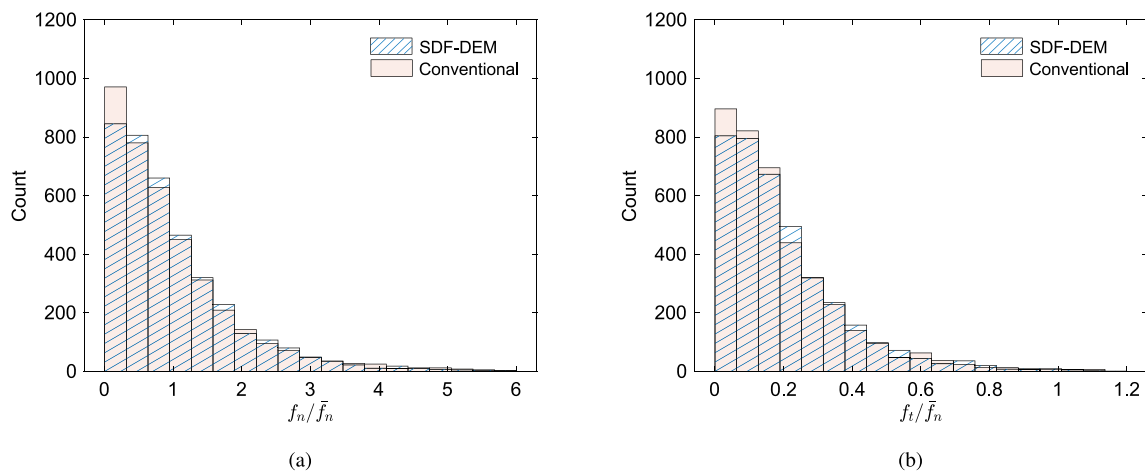 1200
1000
800
600
400
200
0
Count
SDF-DEM
Conventional
0 1 2 3 4 5 6
f_n/f̄_n
(a)
1200
1000
800
600
400
200
0
Count
SDF-DEM
Conventional
0 0.2 0.4 0.6 0.8 1 1.2
f_t/f̄_n
(b)